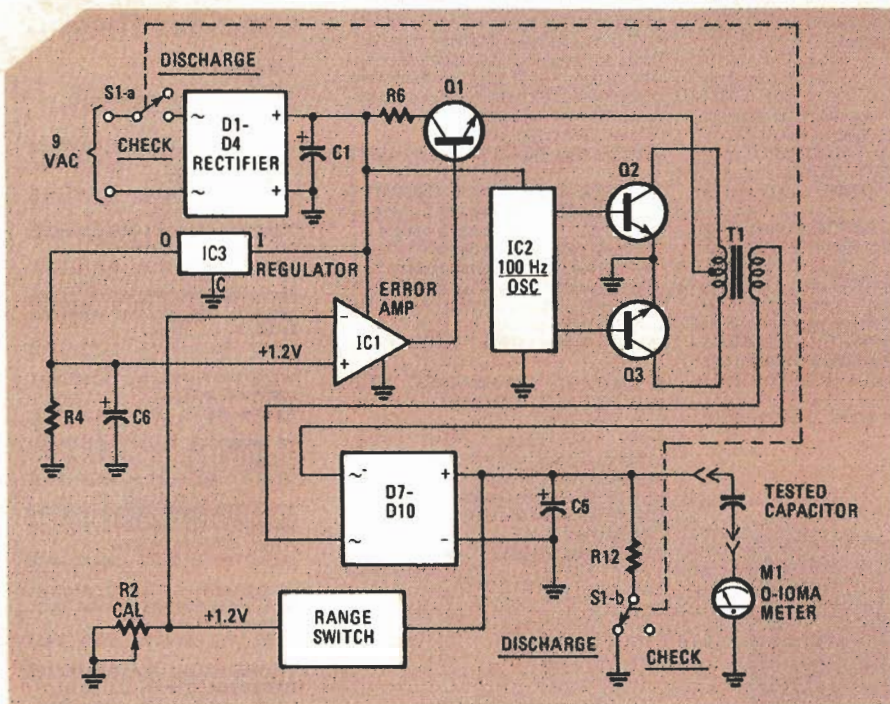 DISCHARGE
S1-a
9
VAC
CHECK
~
~
D1-
D4
RECTIFIER
+
+
+
C1
R6
Q1
Q2
T1
IC2
100 Hz
OSC
Q3
O
IC3
I
C
REGULATOR
ERROR
AMP
-
IC1
+
+1.2V
R4
+
C6
~
~
D7-
D10
+
-
+
C5
R12
S1-b
TESTED
CAPACITOR
M1
0-IOMA
METER
R2
CAL
+1.2V
RANGE
SWITCH
DISCHARGE
CHECK